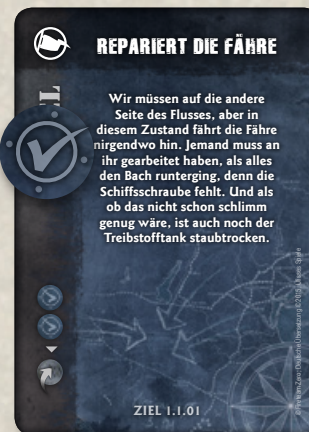 REPARIERT DIE FÄHRE
Wir müssen auf die andere
Seite des Flusses, aber in
diesem Zustand fährt die Fähre
nirgendwo hin. Jemand muss an
ihr gearbeitet haben, als alles
den Bach runterging, denn die
Schiffsschraube fehlt. Und als
ob das nicht schon schlimm
genug wäre, ist auch noch der
Treibstofftank staubtrocken.
ZIEL 1.1.01